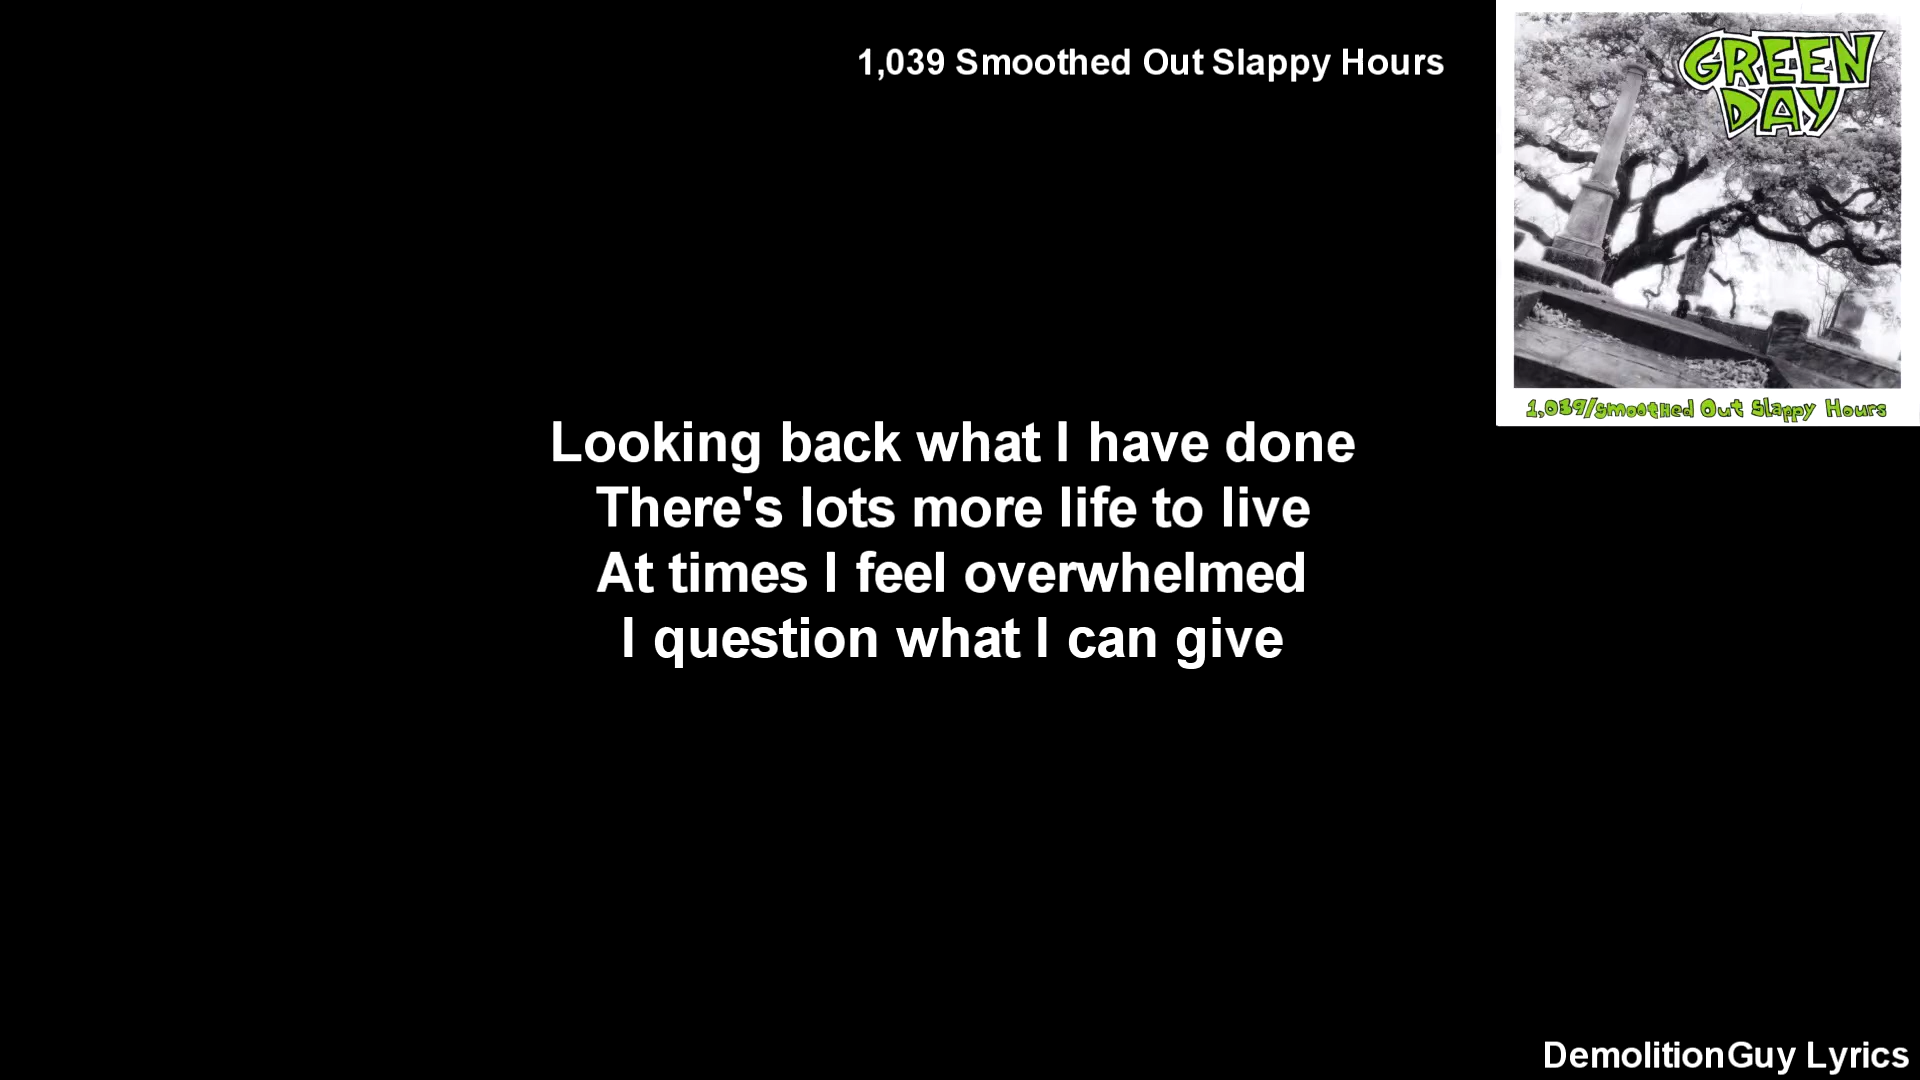 1,039 Smoothed Out Slappy Hours
GREEN
DAY
1,039/Smoothed Out Slappy Hours
Looking back what I have done
There's lots more life to live
At times I feel overwhelmed
I question what I can give
DemolitionGuy Lyrics